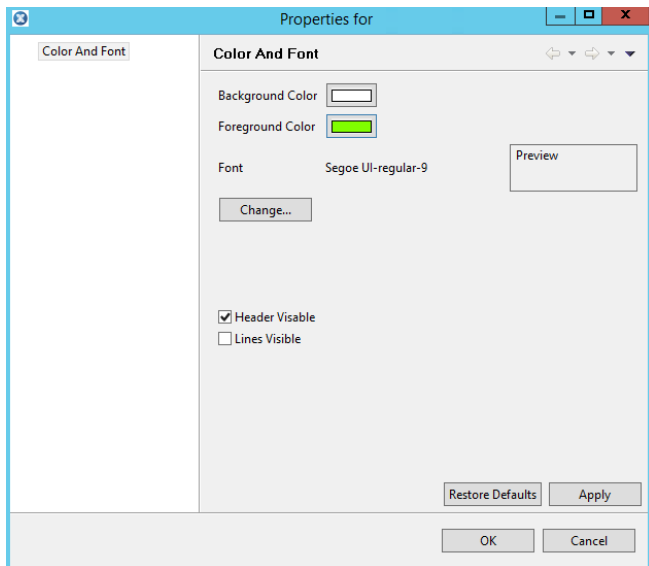 Properties for
Color And Font
Color And Font
Background Color
Foreground Color
Font Segoe UI-regular-9
Preview
Change...
Header Visable
Lines Visible
Restore Defaults Apply
OK Cancel